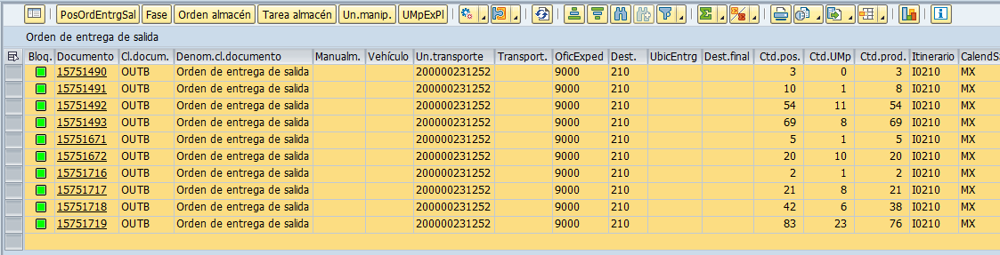 PosOrdEntrgSal Fase Orden almacén Tarea almacén Un.manip. UMpExPl
Orden de entrega de salida
Bloq. Documento Cl.docum. Denom.cl.documento Manualm. Vehículo Un.transporte Transport. OficExped Dest. UbicEntrg Dest.final Ctd.pos. Ctd.UMp Ctd.prod. Itinerario CalendS
15751490 OUTB Orden de entrega de salida 200000231252 9000 210 3 0 3 I0210 MX
15751491 OUTB Orden de entrega de salida 200000231252 9000 210 10 1 8 I0210 MX
15751492 OUTB Orden de entrega de salida 200000231252 9000 210 54 11 54 I0210 MX
15751493 OUTB Orden de entrega de salida 200000231252 9000 210 69 8 69 I0210 MX
15751671 OUTB Orden de entrega de salida 200000231252 9000 210 5 1 5 I0210 MX
15751672 OUTB Orden de entrega de salida 200000231252 9000 210 20 10 20 I0210 MX
15751716 OUTB Orden de entrega de salida 200000231252 9000 210 2 1 2 I0210 MX
15751717 OUTB Orden de entrega de salida 200000231252 9000 210 21 8 21 I0210 MX
15751718 OUTB Orden de entrega de salida 200000231252 9000 210 42 6 38 I0210 MX
15751719 OUTB Orden de entrega de salida 200000231252 9000 210 83 23 76 I0210 MX